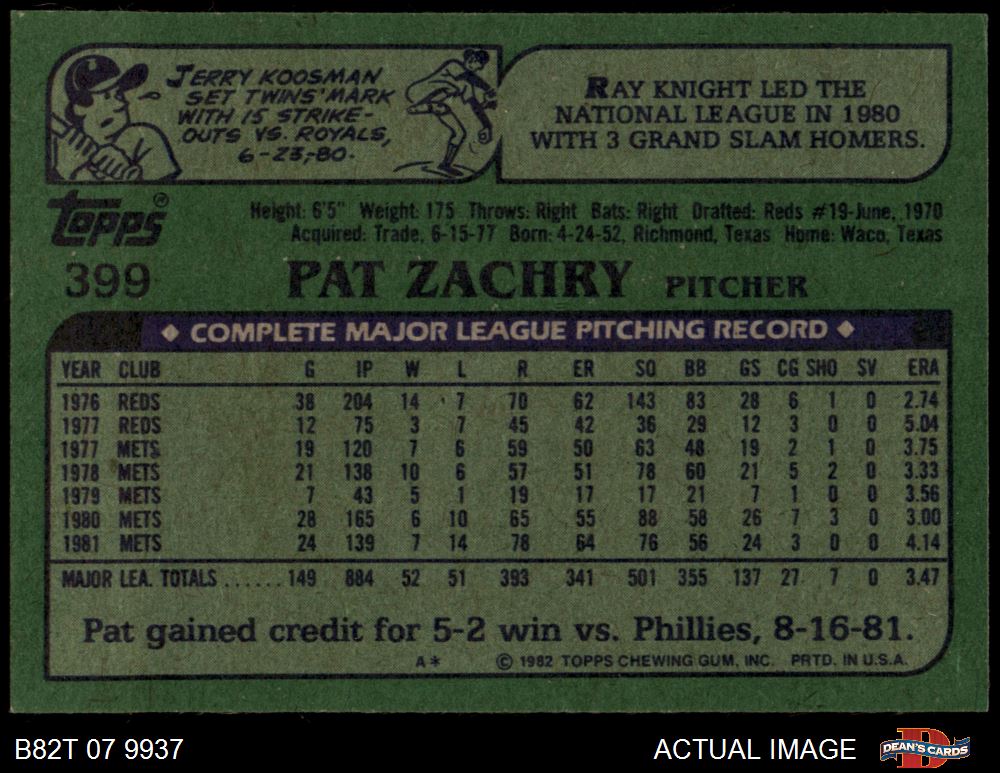 JERRY KOOSMAN
SET TWINS' MARK
WITH 15 STRIKE-
OUTS VS. ROYALS,
6-23-80.
RAY KNIGHT LED THE
NATIONAL LEAGUE IN 1980
WITH 3 GRAND SLAM HOMERS.
Topps®
Height: 6'5" Weight: 175 Throws: Right Bats: Right Drafted: Reds #19-June, 1970
Acquired: Trade, 6-15-77 Born: 4-24-52, Richmond, Texas Home: Waco, Texas
399 PAT ZACHRY PITCHER
◆ COMPLETE MAJOR LEAGUE PITCHING RECORD ◆
YEAR CLUB G IP W L R ER SO BB GS CG SHO SV ERA
1976 REDS 38 204 14 7 70 62 143 83 28 6 1 0 2.74
1977 REDS 12 75 3 7 45 42 36 29 12 3 0 0 5.04
1977 METS 19 120 7 6 59 50 63 48 19 2 1 0 3.75
1978 METS 21 138 10 6 57 51 78 60 21 5 2 0 3.33
1979 METS 7 43 5 1 19 17 17 21 7 1 0 0 3.56
1980 METS 28 165 6 10 65 55 88 58 26 7 3 0 3.00
1981 METS 24 139 7 14 78 64 76 56 24 3 0 0 4.14
MAJOR LEA. TOTALS ...... 149 884 52 51 393 341 501 355 137 27 7 0 3.47
Pat gained credit for 5-2 win vs. Phillies, 8-16-81.
A* © 1982 TOPPS CHEWING GUM, INC. PRTD. IN U.S.A.
B82T 07 9937 ACTUAL IMAGE DEAN'S CARDS